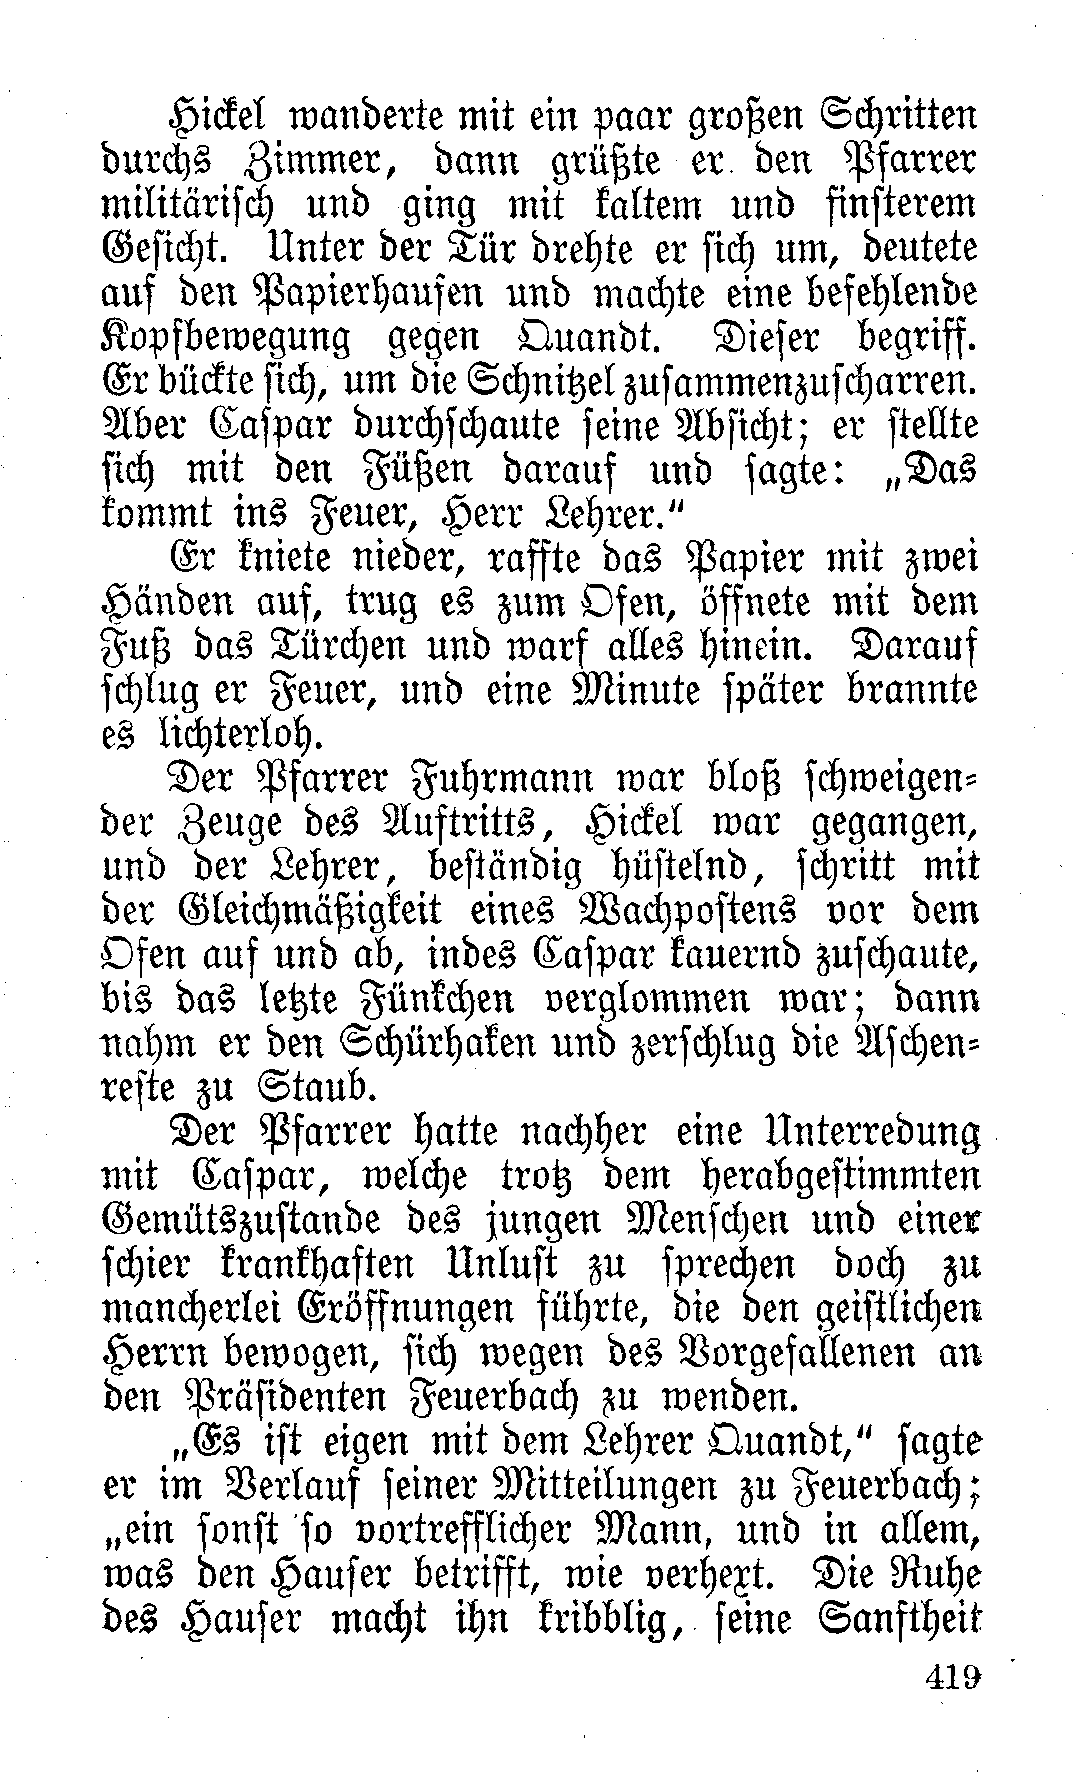 Hickel wanderte mit ein paar großen Schritten
durchs Zimmer, dann grüßte er den Pfarrer
militärisch und ging mit kaltem und finsterem
Gesicht. Unter der Tür drehte er sich um, deutete
auf den Papierhaufen und machte eine befehlende
Kopfbewegung gegen Quandt. Dieser begriff.
Er bückte sich, um die Schnitzel zusammenzuscharren.
Aber Caspar durchschaute seine Absicht; er stellte
sich mit den Füßen darauf und sagte: „Das
kommt ins Feuer, Herr Lehrer."
Er kniete nieder, raffte das Papier mit zwei
Händen auf, trug es zum Ofen, öffnete mit dem
Fuß das Türchen und warf alles hinein. Darauf
schlug er Feuer, und eine Minute später brannte
es lichterloh.
Der Pfarrer Fuhrmann war bloß schweigen-
der Zeuge des Auftritts, Hickel war gegangen,
und der Lehrer, beständig hüstelnd, schritt mit
der Gleichmäßigkeit eines Wachpostens vor dem
Ofen auf und ab, indes Caspar kauernd zuschaute,
bis das letzte Fünkchen verglommen war; dann
nahm er den Schürhaken und zerschlug die Aschen-
reste zu Staub.
Der Pfarrer hatte nachher eine Unterredung
mit Caspar, welche trotz dem herabgestimmten
Gemütszustande des jungen Menschen und einer
schier krankhaften Unlust zu sprechen doch zu
mancherlei Eröffnungen führte, die den geistlichen
Herrn bewogen, sich wegen des Vorgefallenen an
den Präsidenten Feuerbach zu wenden.
„Es ist eigen mit dem Lehrer Quandt," sagte
er im Verlauf seiner Mitteilungen zu Feuerbach;
„ein sonst so vortrefflicher Mann, und in allem,
was den Hauser betrifft, wie verhext. Die Ruhe
des Hauser macht ihn kribblig, seine Sanftheit
419